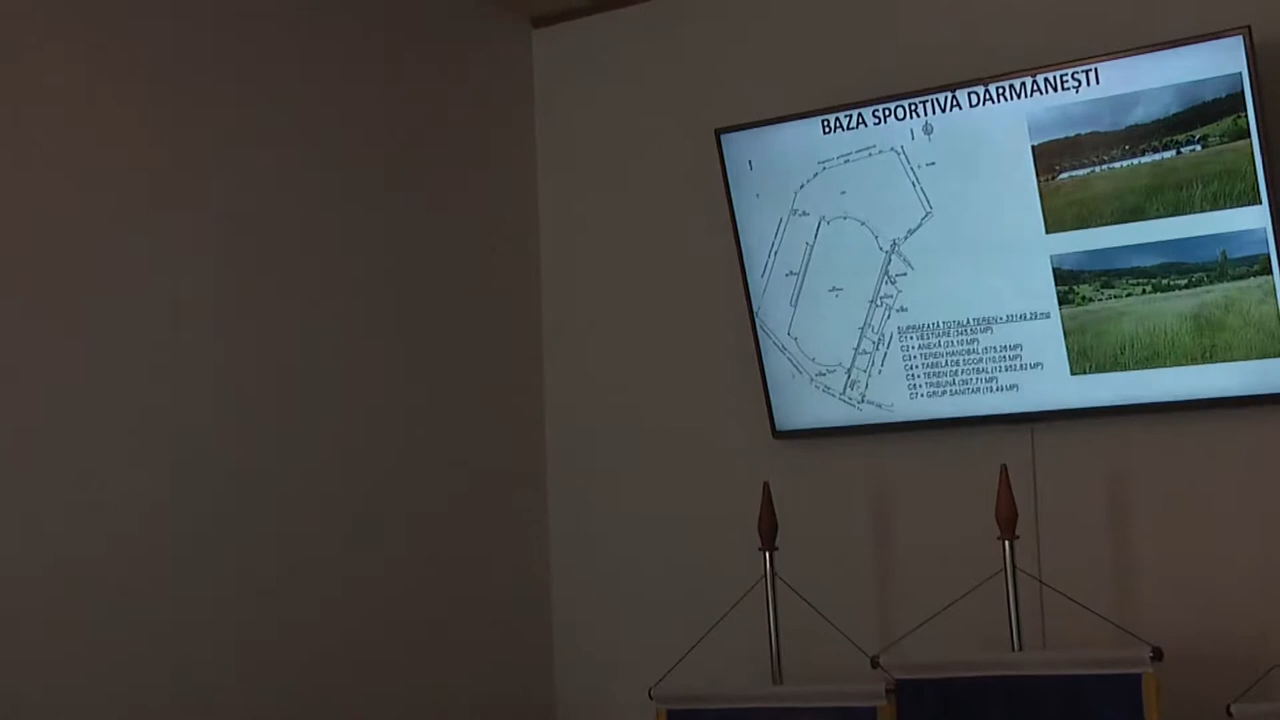 BAZA SPORTIVĂ DĂRMĂNEȘTI
SUPRAFAȚĂ TOTALĂ TEREN = 33149.29 mp
C1 = VESTIARE (343,50 MP)
C2 = ANEXĂ (23,10 MP)
C3 = TEREN HANDBAL (575,26 MP)
C4 = TABELĂ DE SCOR (10,05 MP)
C5 = TEREN DE FOTBAL (12.952,82 MP)
C6 = TRIBUNĂ (397,71 MP)
C7 = GRUP SANITAR (19,49 MP)